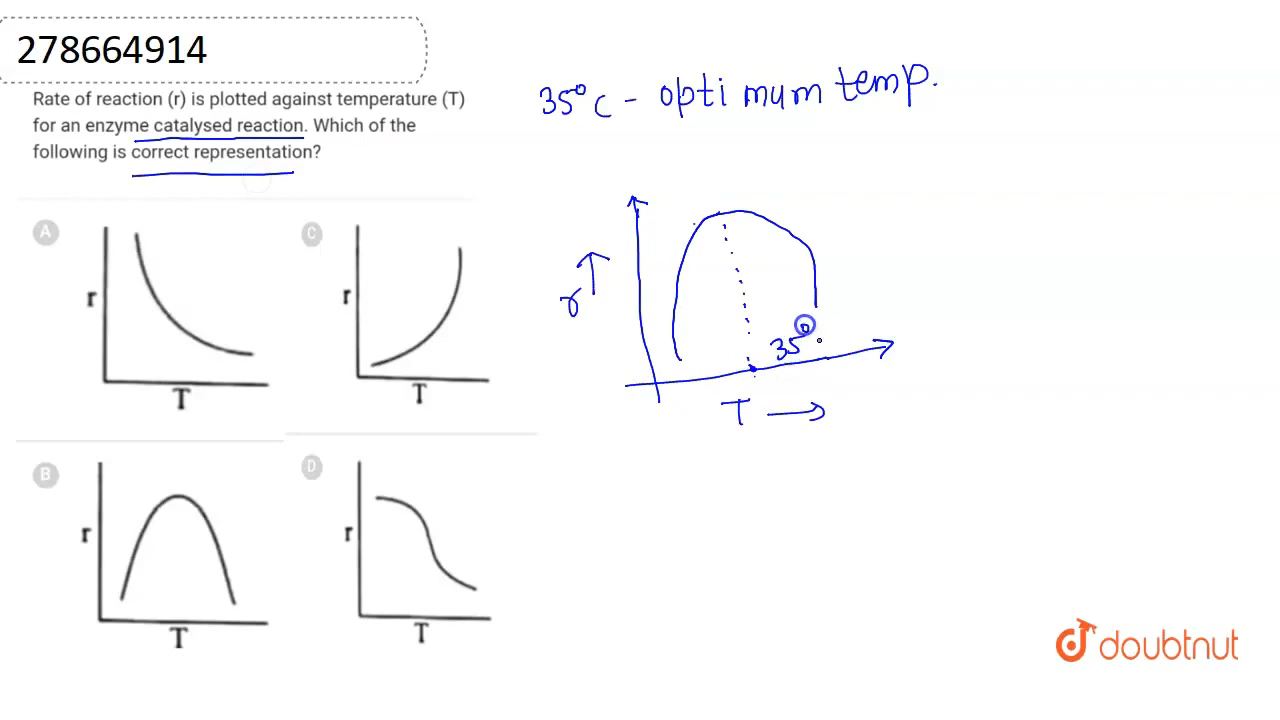 278664914
Rate of reaction (r) is plotted against temperature (T)
for an enzyme catalysed reaction. Which of the
following is correct representation?
35°C - optimum temp.
A
r
T
C
r
T
r
35°
T
B
r
T
D
r
T
doubtnut